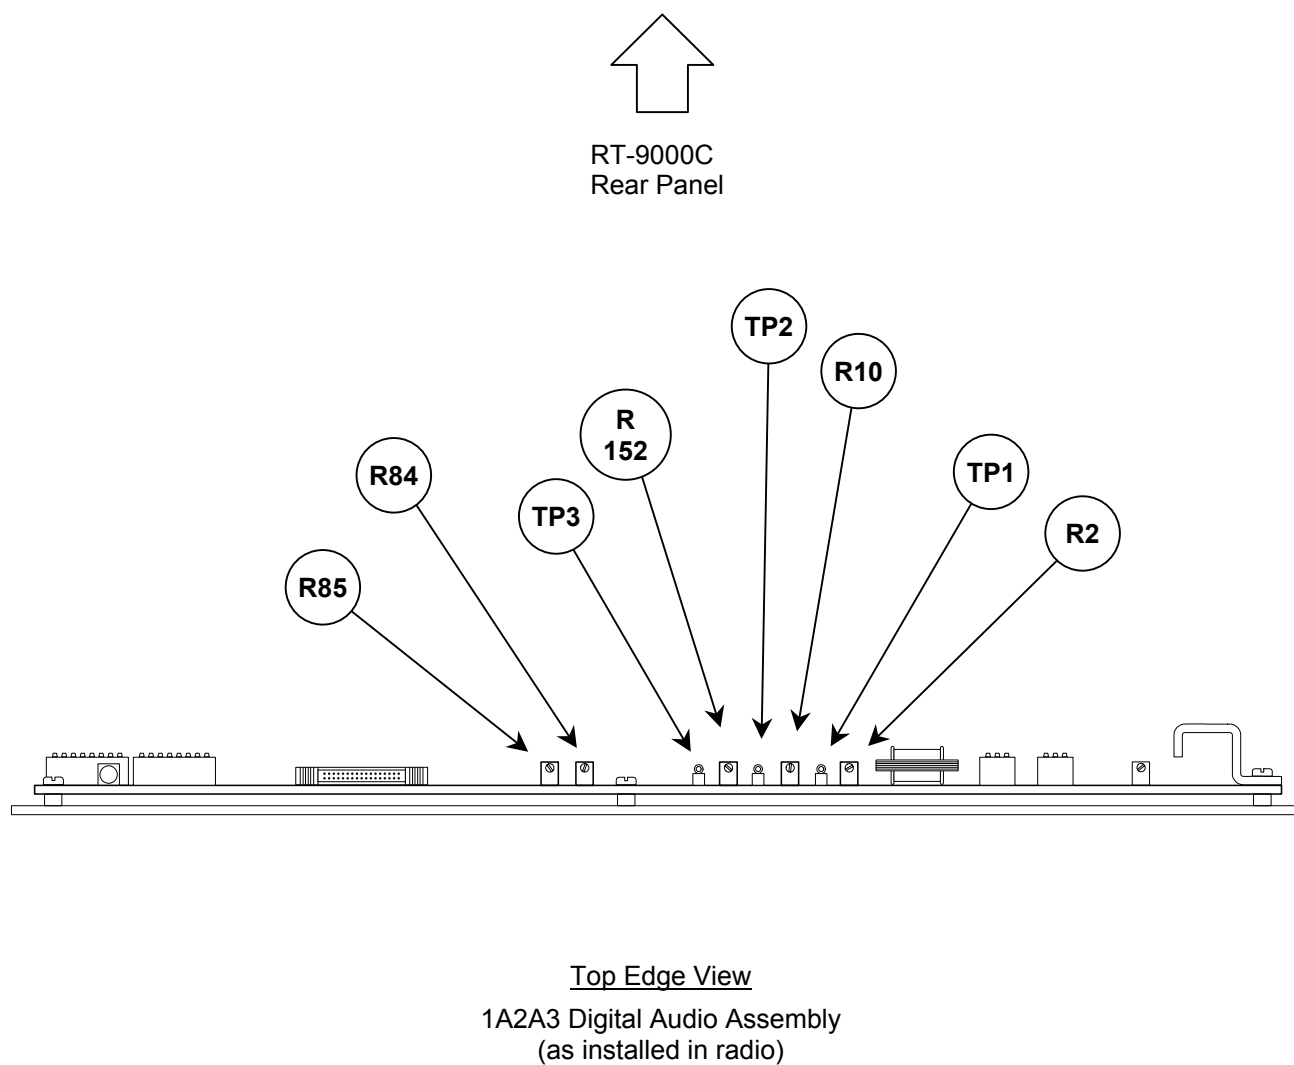 RT-9000C
Rear Panel
TP2
R10
R
152
TP1
R84
TP3
R2
R85
Top Edge View
1A2A3 Digital Audio Assembly
(as installed in radio)